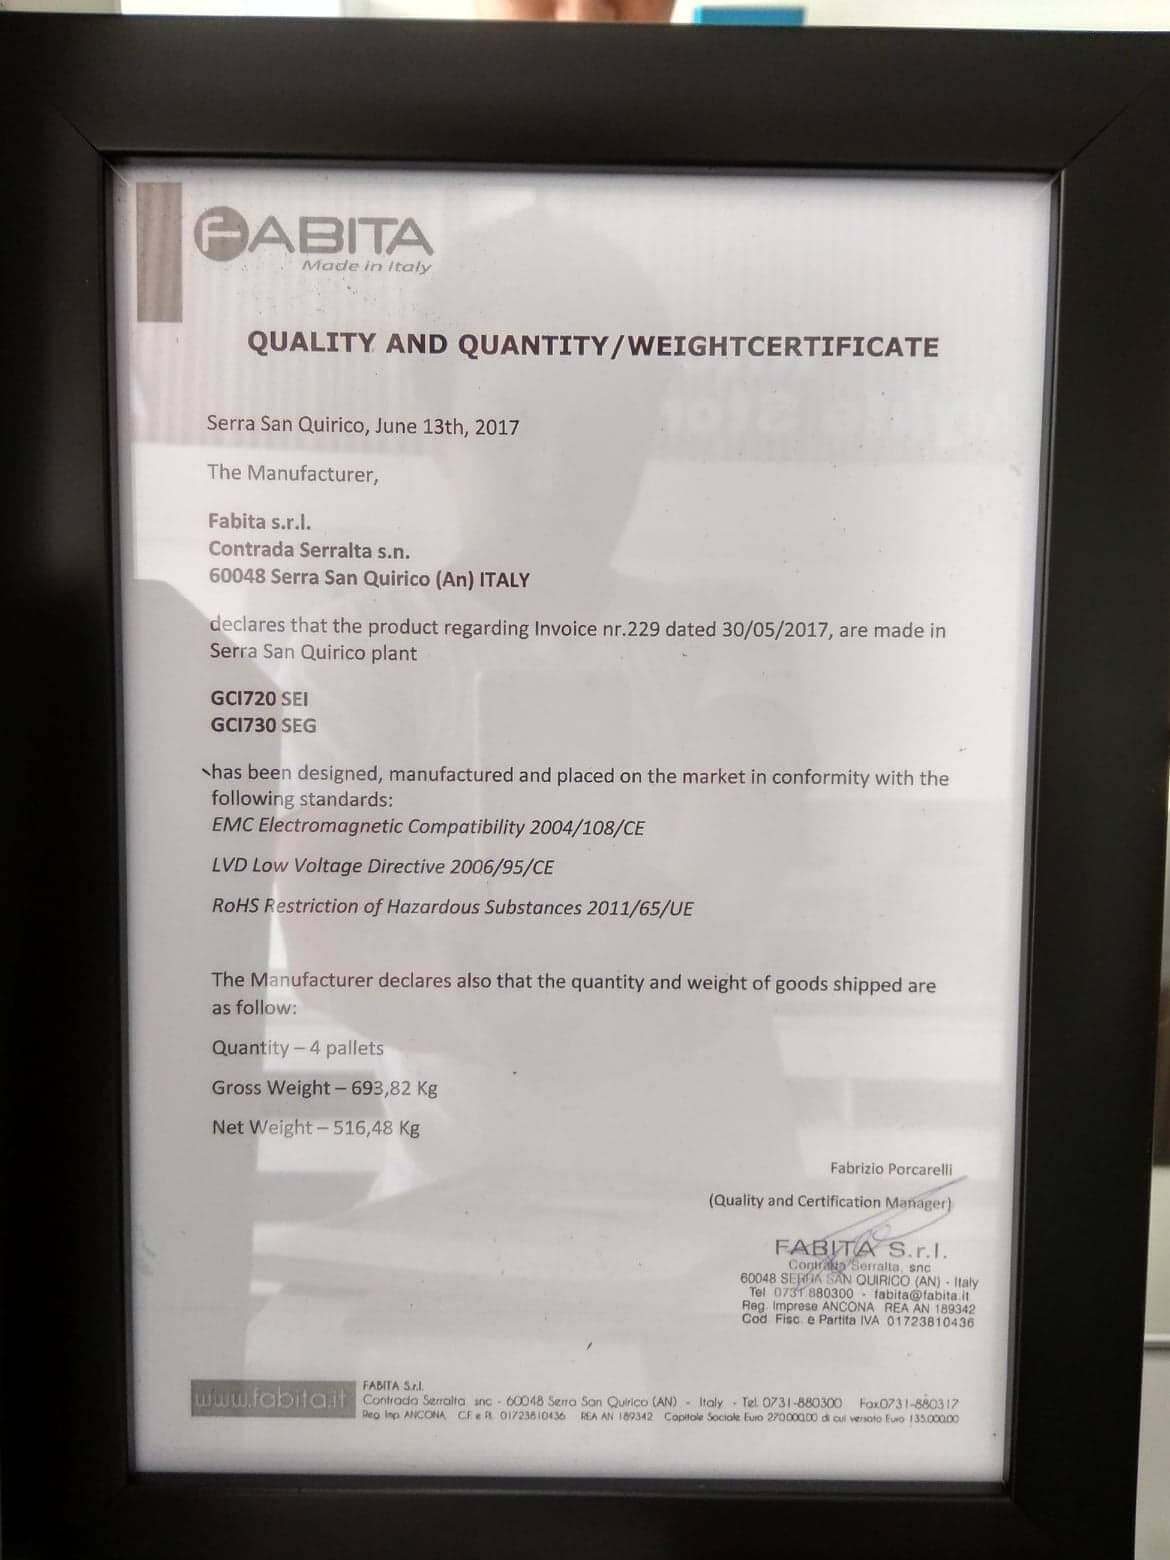 FABITA
Made in Italy
QUALITY AND QUANTITY/WEIGHTCERTIFICATE
Serra San Quirico, June 13th, 2017
The Manufacturer,
Fabita s.r.l.
Contrada Serralta s.n.
60048 Serra San Quirico (An) ITALY
declares that the product regarding Invoice nr.229 dated 30/05/2017, are made in
Serra San Quirico plant
GCI720 SEI
GCI730 SEG
has been designed, manufactured and placed on the market in conformity with the
following standards:
EMC Electromagnetic Compatibility 2004/108/CE
LVD Low Voltage Directive 2006/95/CE
RoHS Restriction of Hazardous Substances 2011/65/UE
The Manufacturer declares also that the quantity and weight of goods shipped are
as follow:
Quantity – 4 pallets
Gross Weight – 693,82 Kg
Net Weight – 516,48 Kg
Fabrizio Porcarelli
(Quality and Certification Manager)
FABITA S.r.l.
Contrada Serralta, snc
60048 SERRA SAN QUIRICO (AN) - Italy
Tel 0731 880300 - fabita@fabita.it
Reg. Imprese ANCONA REA AN 189342
Cod. Fisc. e Partita IVA 01723810436
www.fabita.it
FABITA S.r.l.
Contrada Serralta snc - 60048 Serra San Quirico (AN) - Italy - Tel. 0731-880300 Fax0731-880317
Reg. Imp. ANCONA C.F. e P.I. 01723810436 REA AN 189342 Capitale Sociale Euro 270.000,00 di cui versato Euro 135.000,00